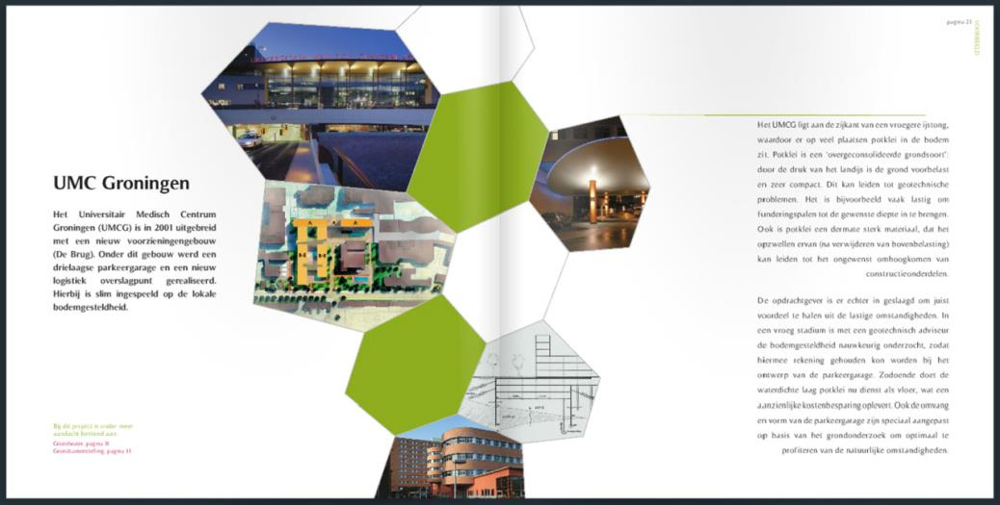 pagina 23
VOORBEELD
UMC Groningen
Het Universitair Medisch Centrum
Groningen (UMCG) is in 2001 uitgebreid
met een nieuw voorzieningengebouw
(De Brug). Onder dit gebouw werd een
drielaagse parkeergarage en een nieuw
logistiek overslagpunt gerealiseerd.
Hierbij is slim ingespeeld op de lokale
bodemgesteldheid.
Bij dit project is onder meer
aandacht besteed aan:
Grondwater, pagina
Grondsamenstelling, pagina
Het UMCG ligt aan de zijkant van een vroegere ijstong,
waardoor er op veel plaatsen potklei in de bodem
zit. Potklei is een 'overgeconsolideerde grondsoort':
door de druk van het landijs is de grond voorbelast
en zeer compact. Dit kan leiden tot geotechnische
problemen. Het is bijvoorbeeld vaak lastig om
funderingspalen tot de gewenste diepte in te brengen.
Ook is potklei een dermate sterk materiaal, dat het
opzwellen ervan (na verwijderen van bovenbelasting)
kan leiden tot het ongewenst omhoogkomen van
constructieonderdelen.
De opdrachtgever is er echter in geslaagd om juist
voordeel te halen uit de lastige omstandigheden. In
een vroeg stadium is met een geotechnisch adviseur
de bodemgesteldheid nauwkeurig onderzocht, zodat
hiermee rekening gehouden kon worden bij het
ontwerp van de parkeergarage. Zodoende doet de
waterdichte laag potklei nu dienst als vloer, wat een
aanzienlijke kostenbesparing oplevert. Ook de omvang
en vorm van de parkeergarage zijn speciaal aangepast
op basis van het grondonderzoek om optimaal te
profiteren van de natuurlijke omstandigheden.